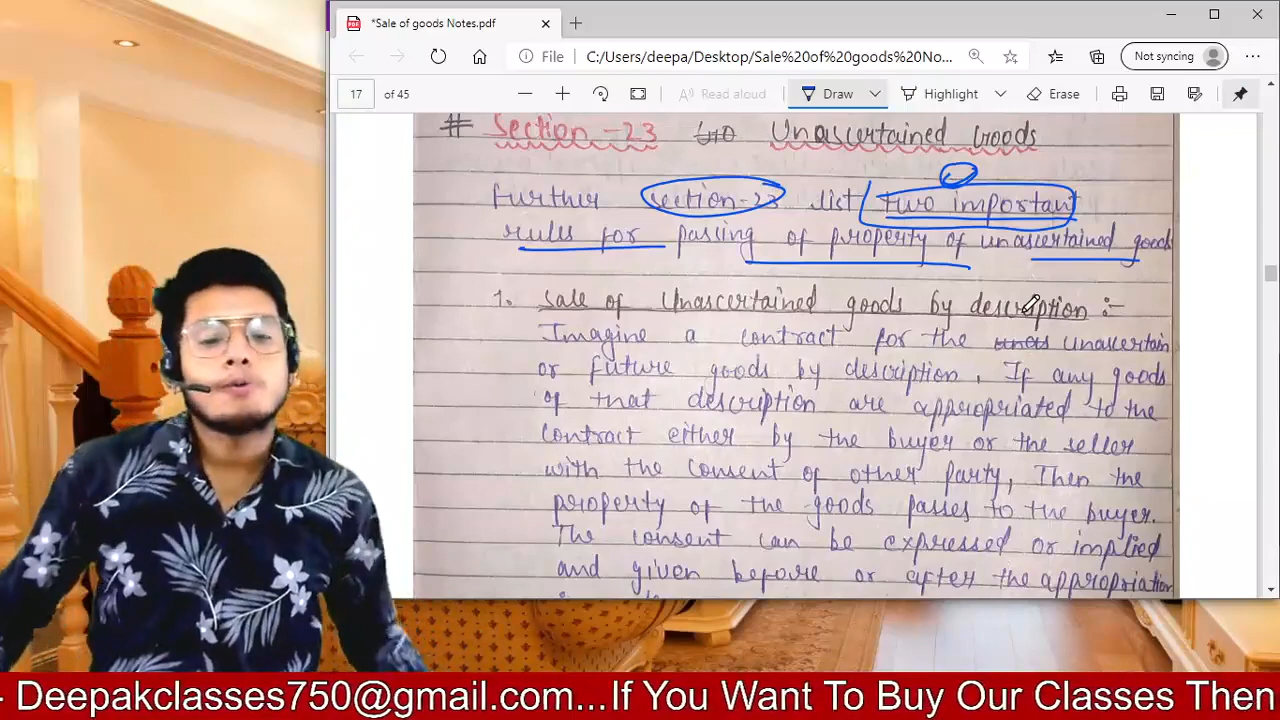 *Sale of goods Notes.pdf
File C:/Users/deepa/Desktop/Sale%20of%20goods%20No... Not syncing
17 of 45 Read aloud Draw Highlight Erase
# Section-23 Unascertained Goods
Further section-23 list two important
rules for passing of property of unascertained goods
1. Sale of Unascertained goods by description :-
Imagine a contract for the unascertain
or future goods by description. If any goods
of that description are appropriated to the
contract either by the buyer or the seller
with the consent of other party, Then the
property of the goods passes to the buyer.
The consent can be expressed or implied
and given before or after the appropriation
- Deepakclasses750@gmail.com...If You Want To Buy Our Classes Then